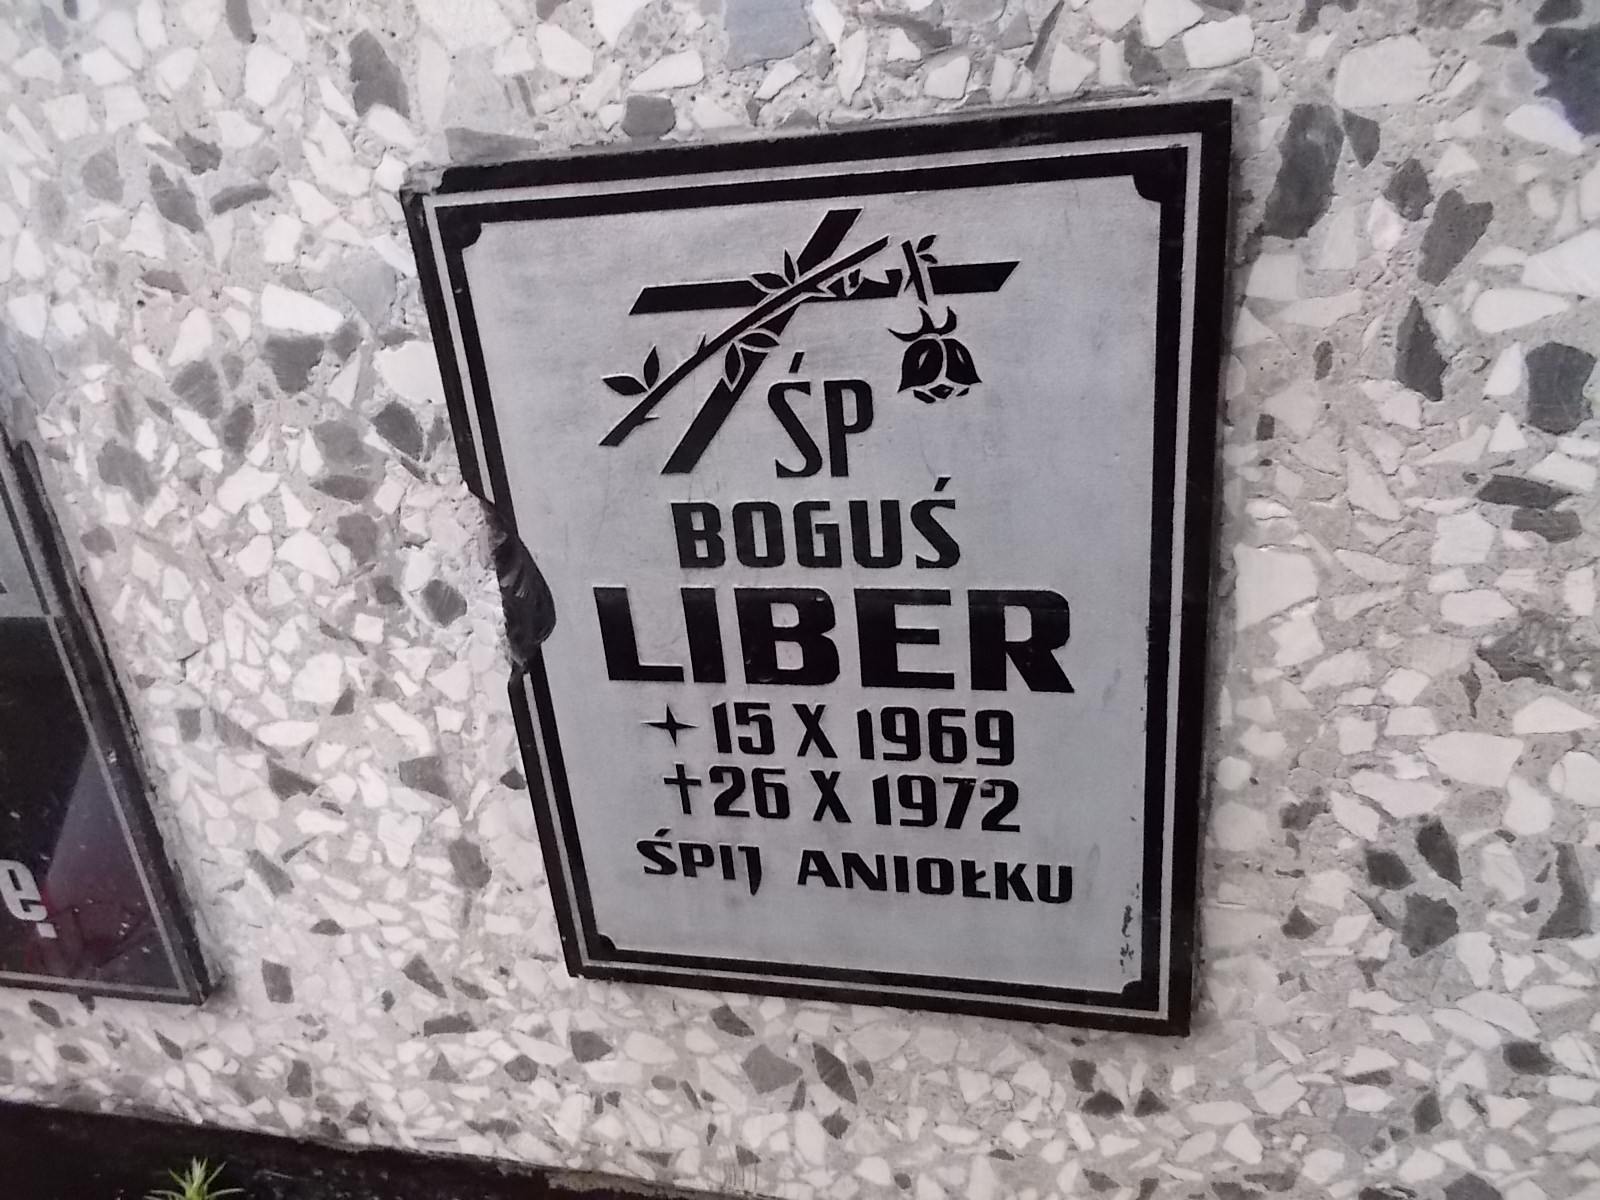 ŚP
BOGUŚ
LIBER
15 X 1969
†26 X 1972
ŚPIJ ANIOŁKU
ę